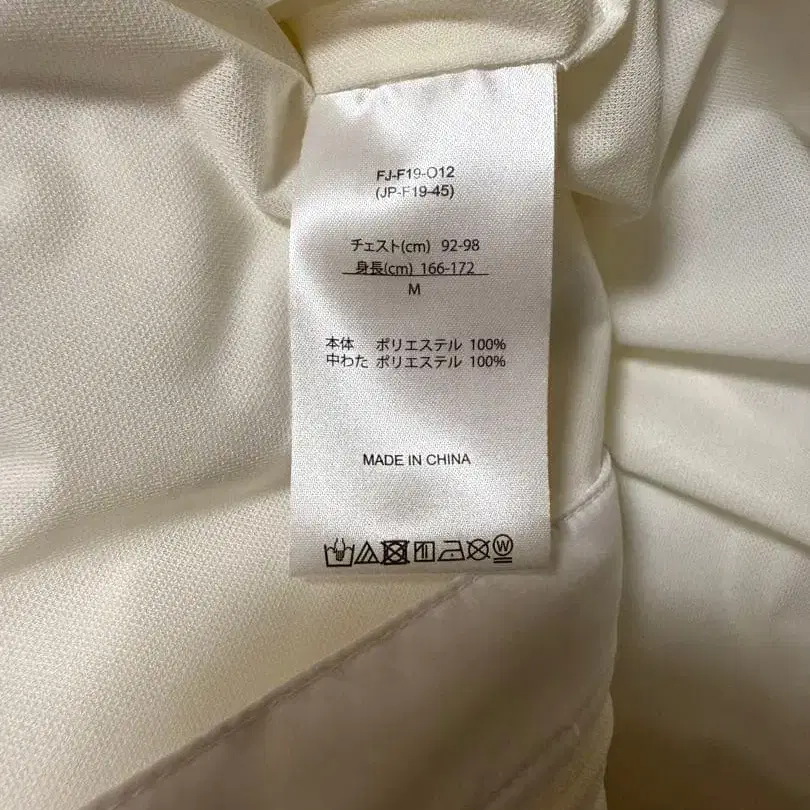 FJ-F19-O12
(JP-F19-45)
チェスト(cm) 92-98
身長(cm) 166-172
M
本体 ポリエステル 100%
中わた ポリエステル 100%
MADE IN CHINA
W